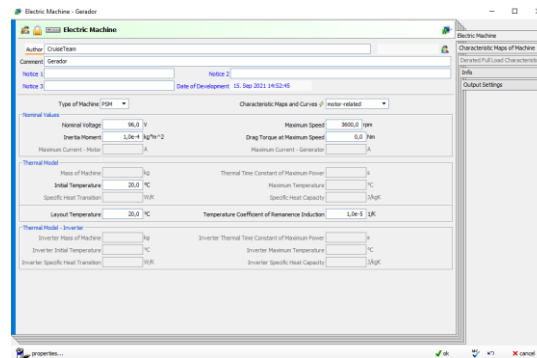 Electric Machine - Gerador
Electric Machine
Author CruiseTeam
Comment Gerador
Notice 1 Notice 2
Notice 3 Date of Development 15. Sep 2021 14:52:45
Type of Machine PSM Characteristic Maps and Curves motor-related
Nominal Values
Nominal Voltage 96,0 V Maximum Speed 3600,0 rpm
Inertia Moment 1,0e-4 kg*m^2 Drag Torque at Maximum Speed 0,0 Nm
Maximum Current - Motor A Maximum Current - Generator A
Thermal Model
Mass of Machine kg Thermal Time Constant of Maximum Power s
Initial Temperature 20,0 °C Maximum Temperature °C
Specific Heat Transition W/K Specific Heat Capacity J/kgK
Layout Temperature 20,0 °C Temperature Coefficient of Remanence Induction 1,0e-5 1/K
Thermal Model - Inverter
Inverter Mass of Machine kg Inverter Thermal Time Constant of Maximum Power s
Inverter Initial Temperature °C Inverter Maximum Temperature °C
Inverter Specific Heat Transition W/K Inverter Specific Heat Capacity J/kgK
Electric Machine
Characteristic Maps of Machine
Derated Full Load Characteristic
Info
Output Settings
properties... ok cancel